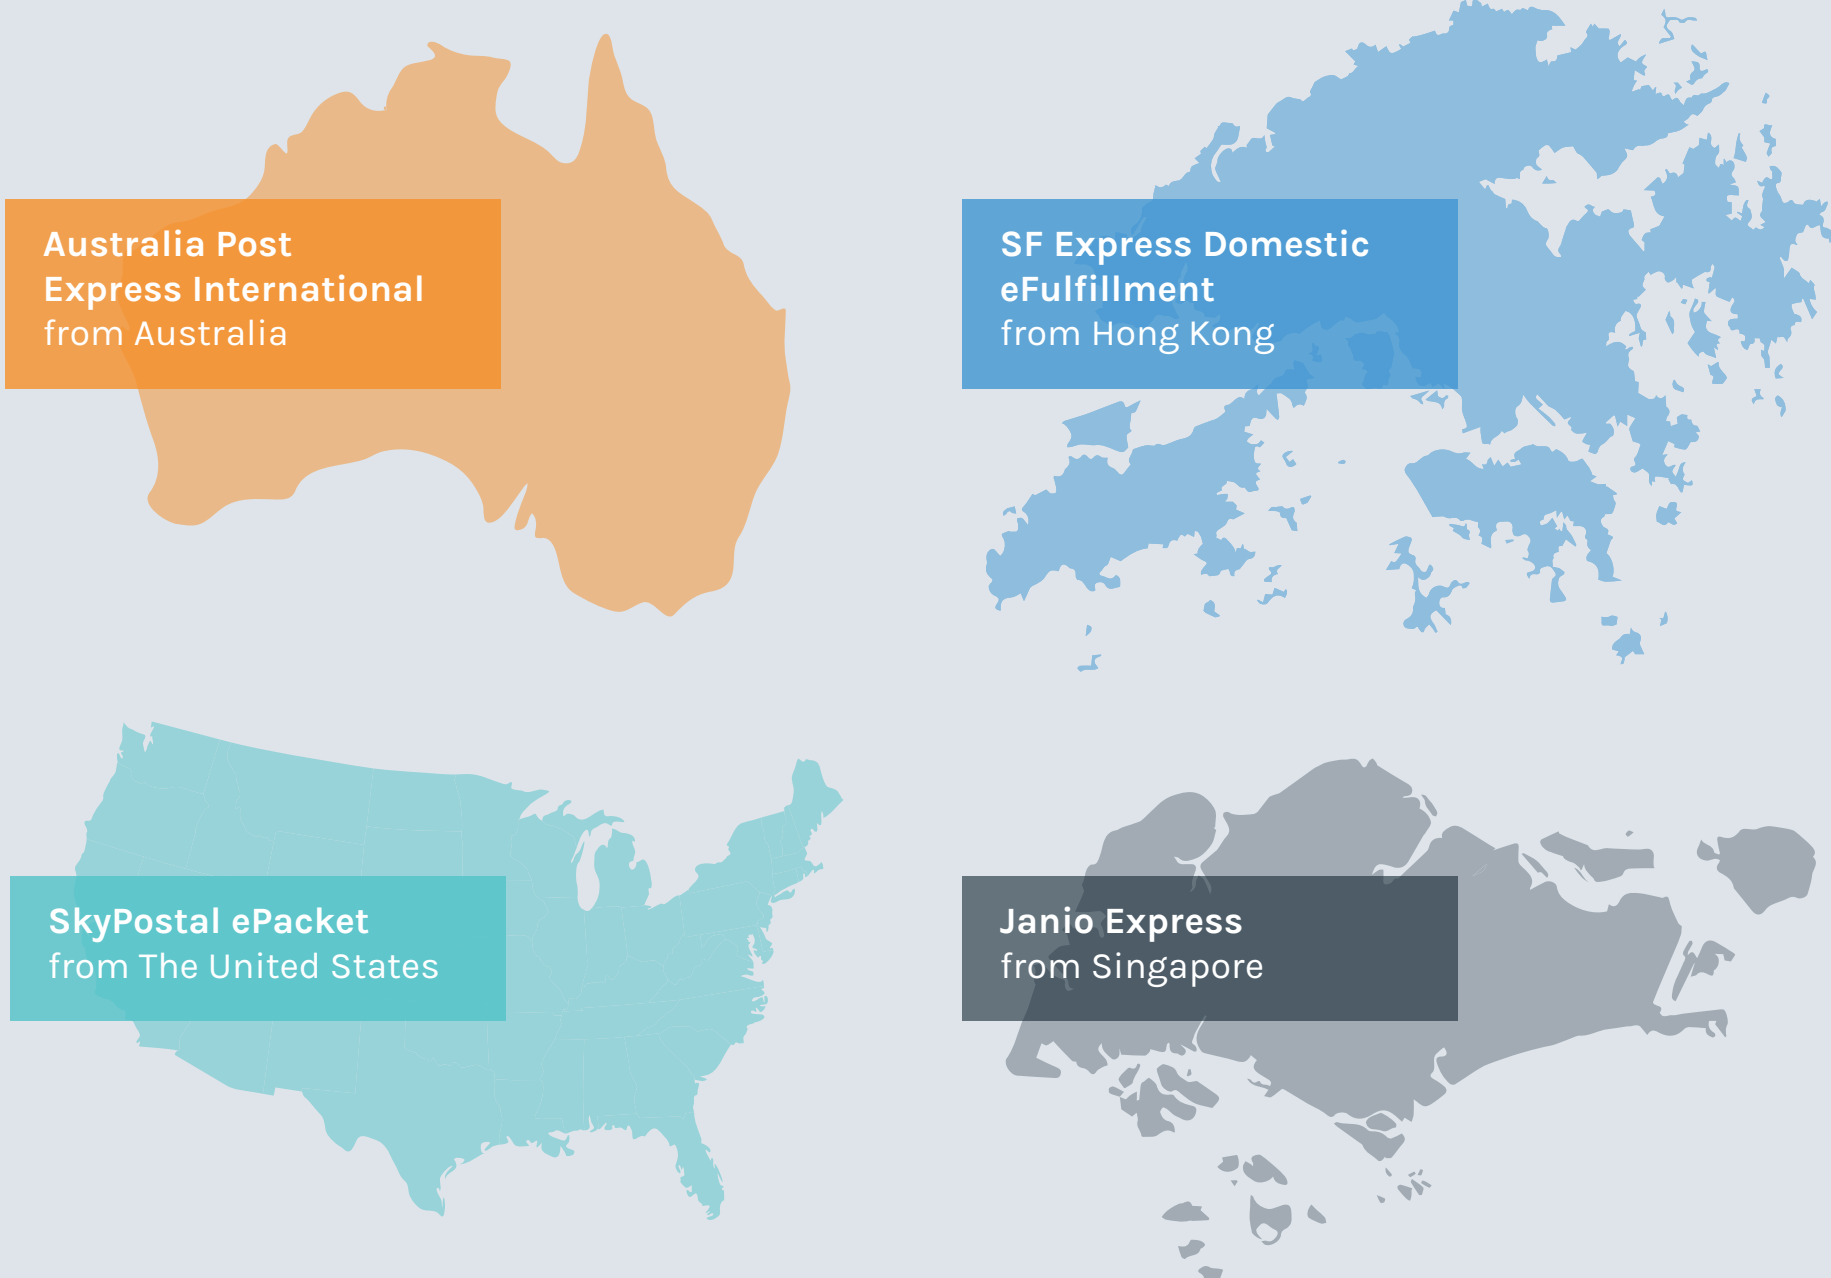 Australia Post
Express International
from Australia
SF Express Domestic
eFulfillment
from Hong Kong
SkyPostal ePacket
from The United States
Janio Express
from Singapore